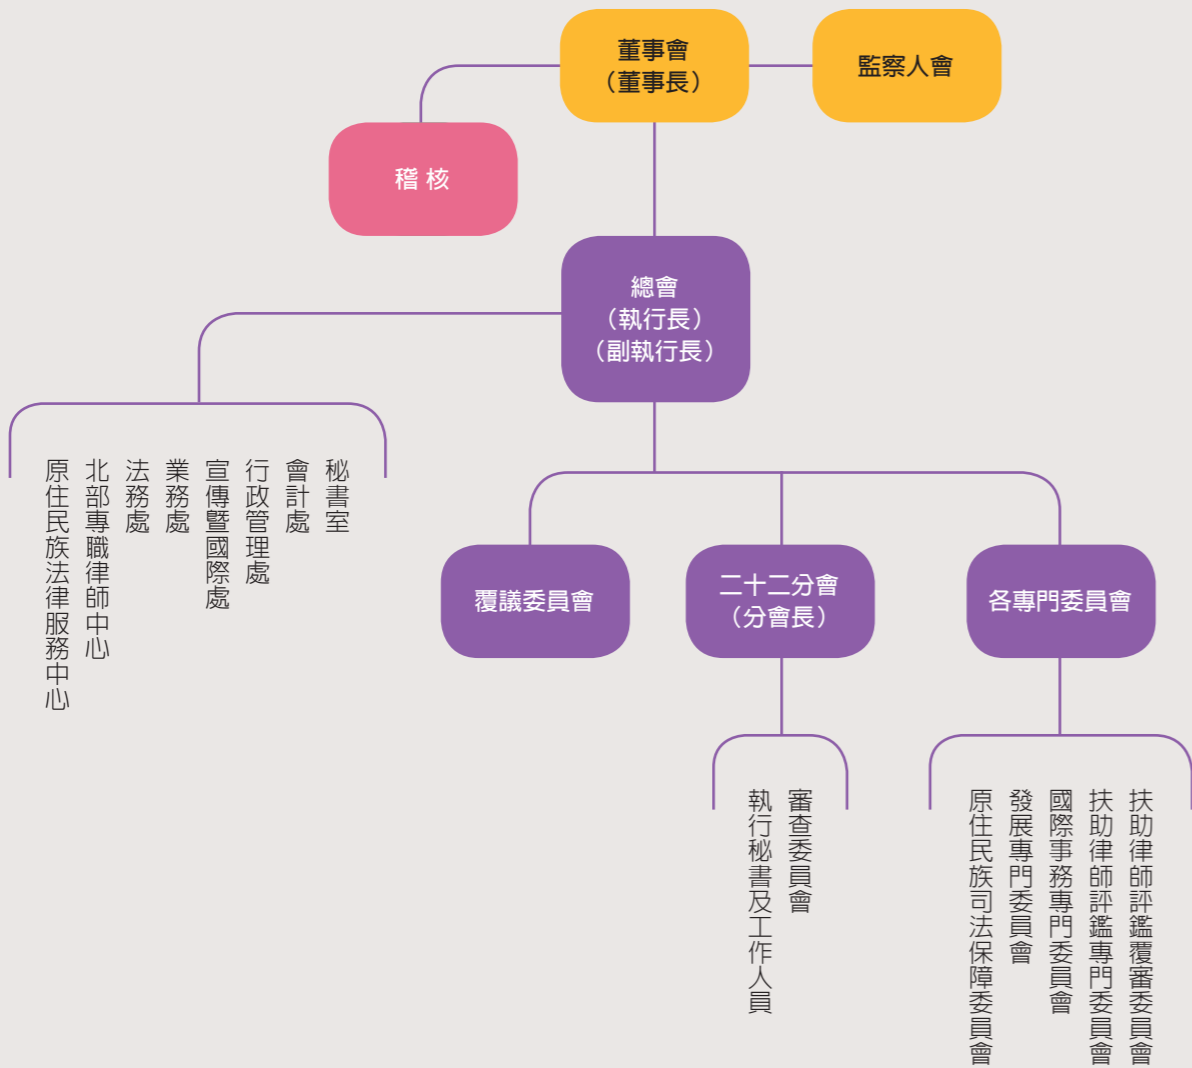 董事會
（董事長）
監察人會
稽 核
總會
（執行長）
（副執行長）
秘書室
會計處
行政管理處
宣傳暨國際處
業務處
法務處
北部專職律師中心
原住民族法律服務中心
覆議委員會
二十二分會
（分會長）
各專門委員會
審查委員會
執行秘書及工作人員
扶助律師評鑑覆審委員會
扶助律師評鑑專門委員會
國際事務專門委員會
發展專門委員會
原住民族司法保障委員會